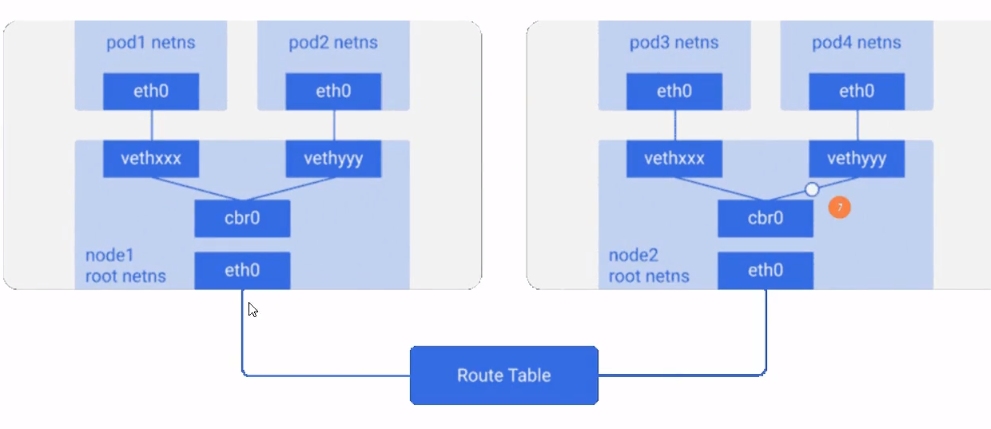 pod1 netns
pod2 netns
eth0
eth0
vethxxx
vethyyy
cbr0
node1
root netns
eth0
pod3 netns
pod4 netns
eth0
eth0
vethxxx
vethyyy
7
cbr0
node2
root netns
eth0
Route Table